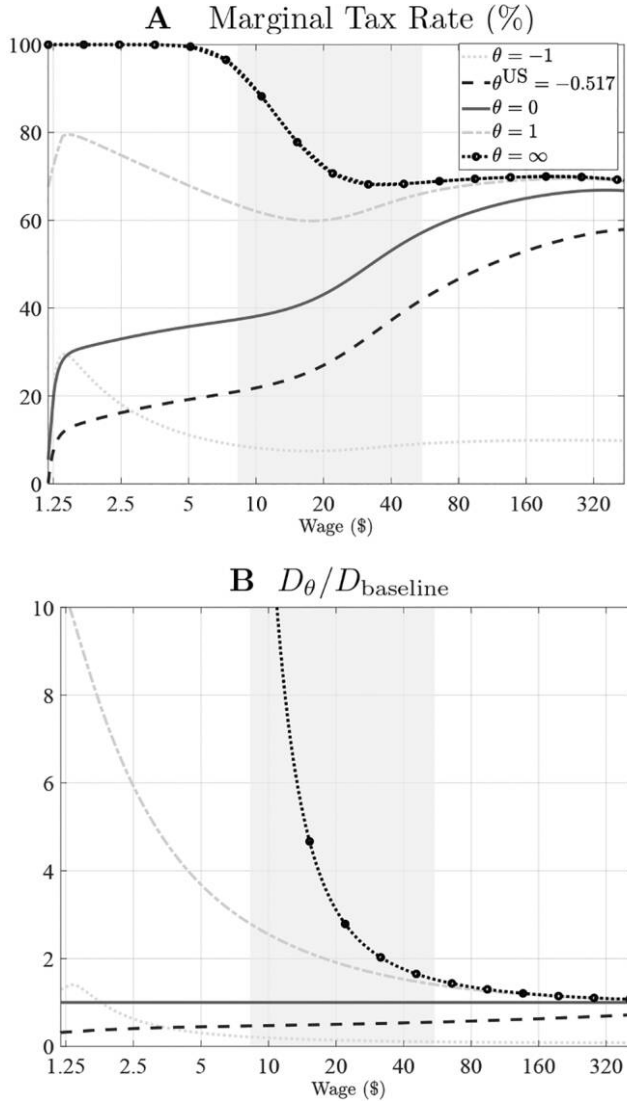 A Marginal Tax Rate (%)
100
80
60
40
20
0
θ = −1
θ^US = −0.517
θ = 0
θ = 1
θ = ∞
1.25 2.5 5 10 20 40 80 160 320
Wage ($)
B D_θ/D_baseline
10
8
6
4
2
0
1.25 2.5 5 10 20 40 80 160 320
Wage ($)